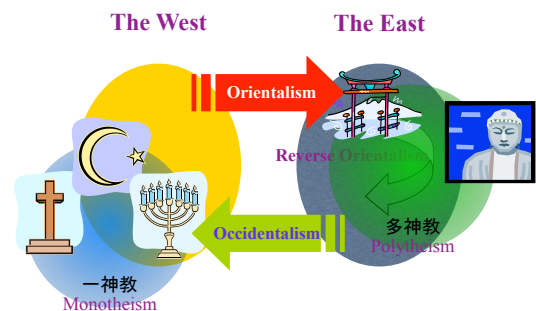 The West
The East
Orientalism
Reverse Orientalism
Occidentalism
多神教
Polytheism
一神教
Monotheism